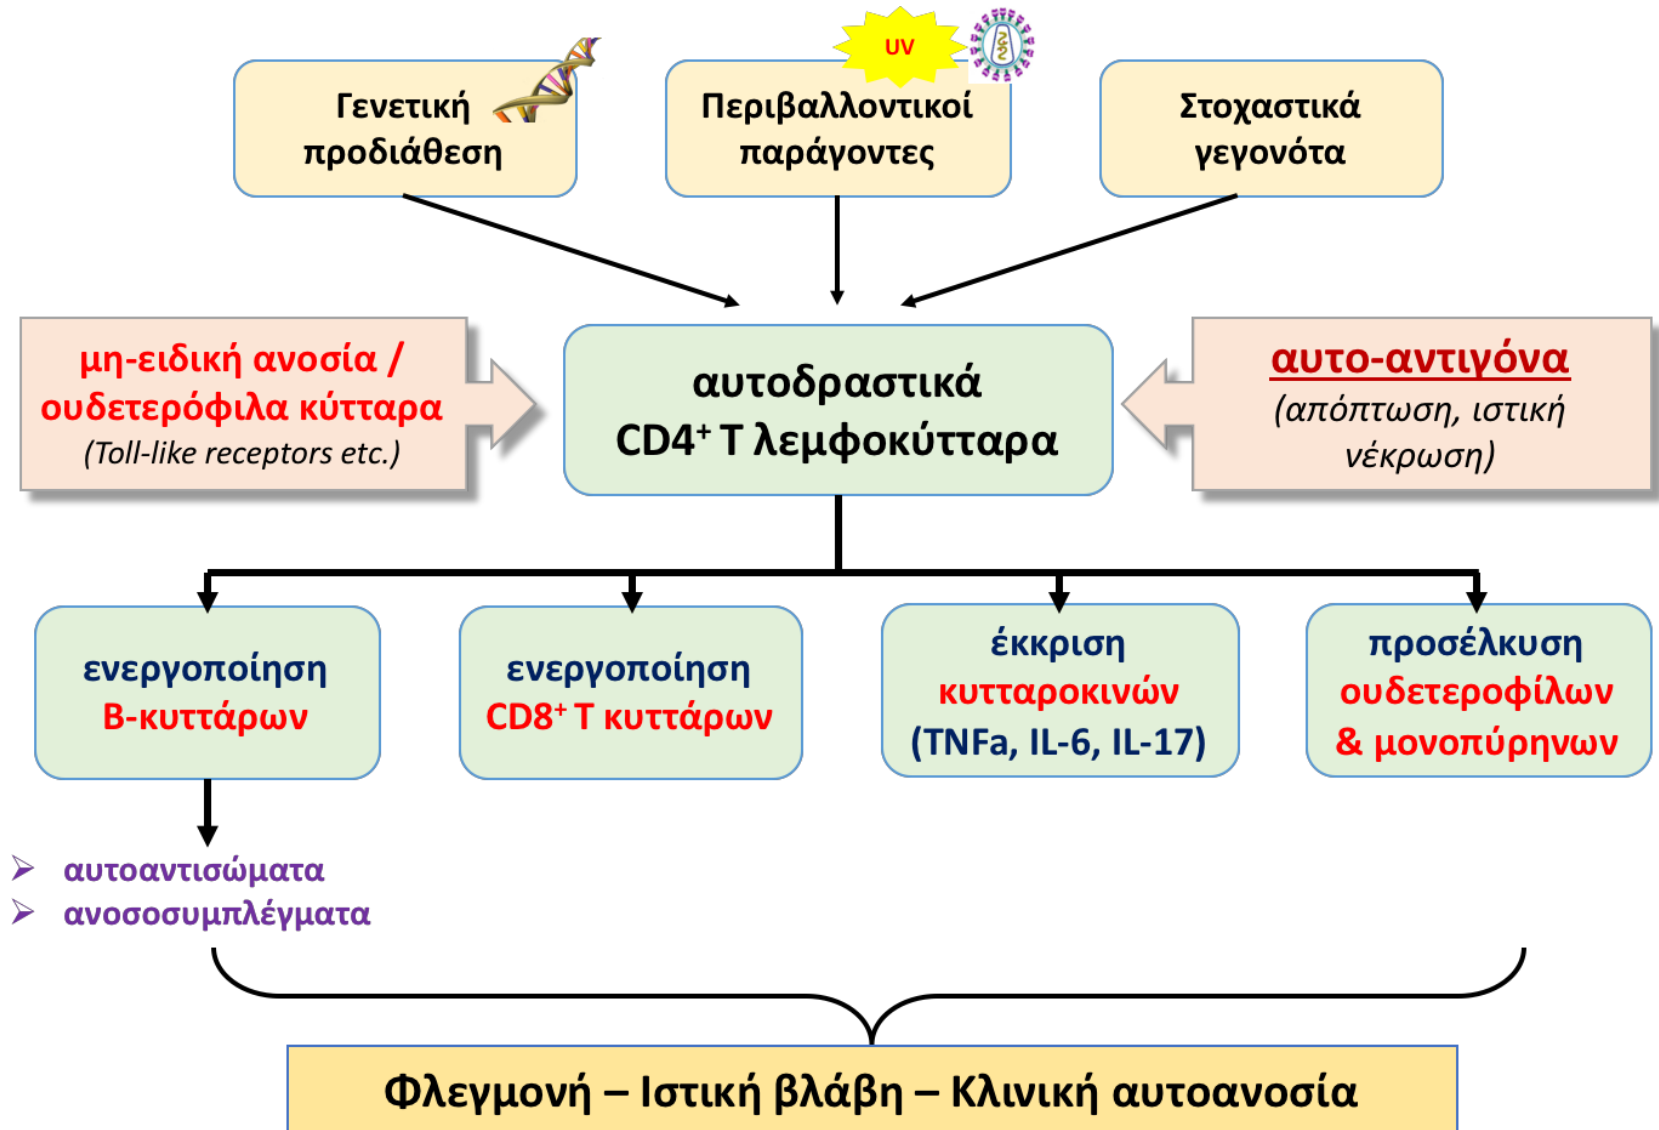 UV
Γενετική
προδιάθεση
Περιβαλλοντικοί
παράγοντες
Στοχαστικά
γεγονότα
μη-ειδική ανοσία /
ουδετερόφιλα κύτταρα
(Toll-like receptors etc.)
αυτοδραστικά
CD4⁺ Τ λεμφοκύτταρα
αυτο-αντιγόνα
(απόπτωση, ιστική
νέκρωση)
ενεργοποίηση
Β-κυττάρων
ενεργοποίηση
CD8⁺ Τ κυττάρων
έκκριση
κυτταροκινών
(TNFa, IL-6, IL-17)
προσέλκυση
ουδετεροφίλων
& μονοπύρηνων
➢ αυτοαντισώματα
➢ ανοσοσυμπλέγματα
Φλεγμονή – Ιστική βλάβη – Κλινική αυτοανοσία